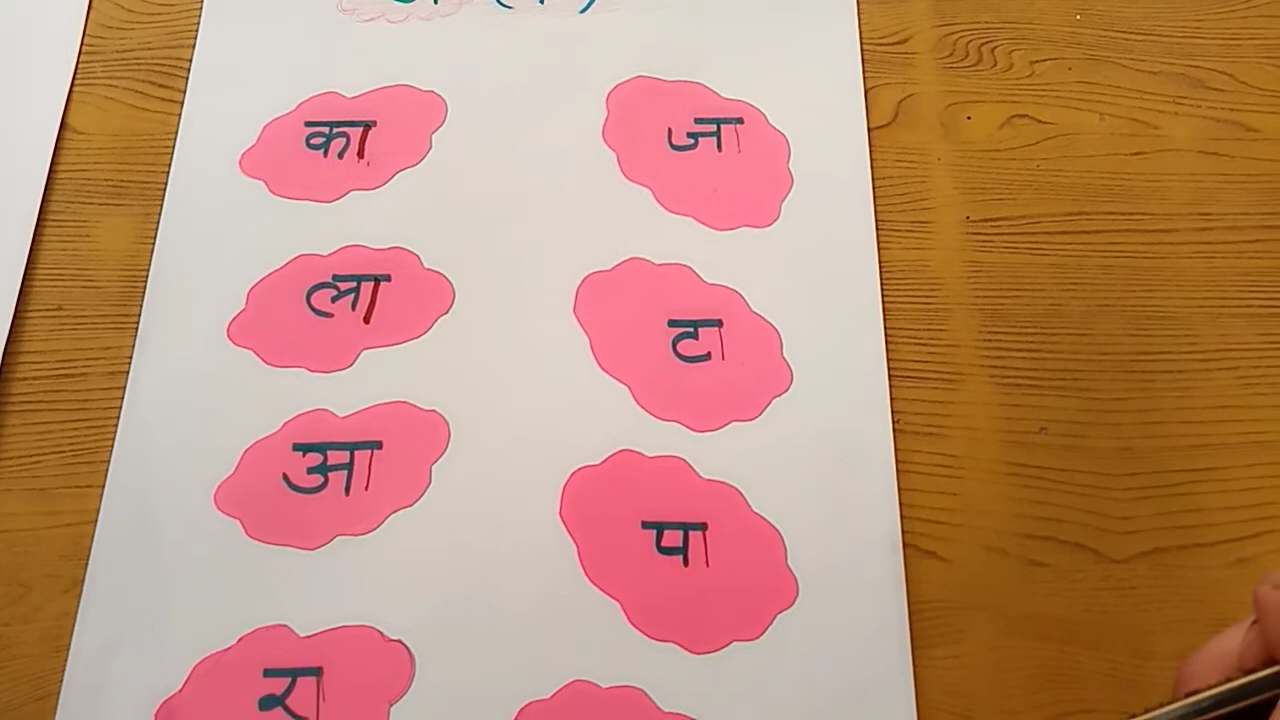 का जा
ला टा
आ पा
रा